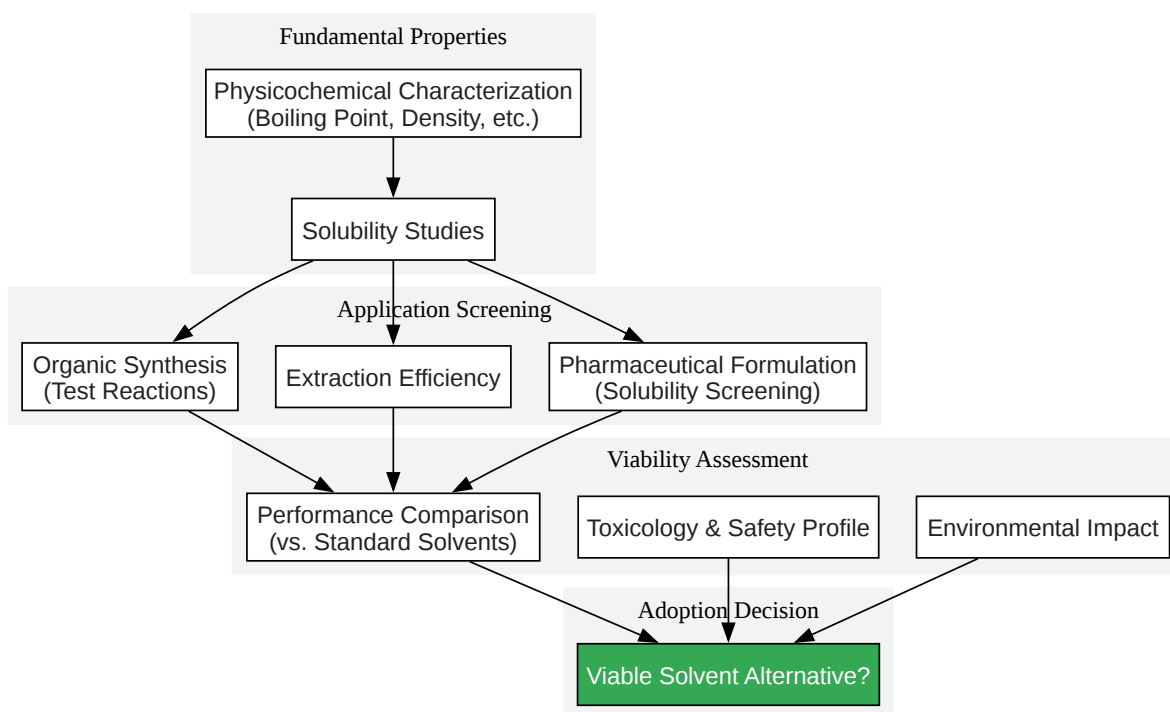 Fundamental Properties
Physicochemical Characterization
(Boiling Point, Density, etc.)
Solubility Studies
Application Screening
Organic Synthesis
(Test Reactions)
Extraction Efficiency
Pharmaceutical Formulation
(Solubility Screening)
Viability Assessment
Performance Comparison
(vs. Standard Solvents)
Toxicology & Safety Profile
Environmental Impact
Adoption Decision
Viable Solvent Alternative?